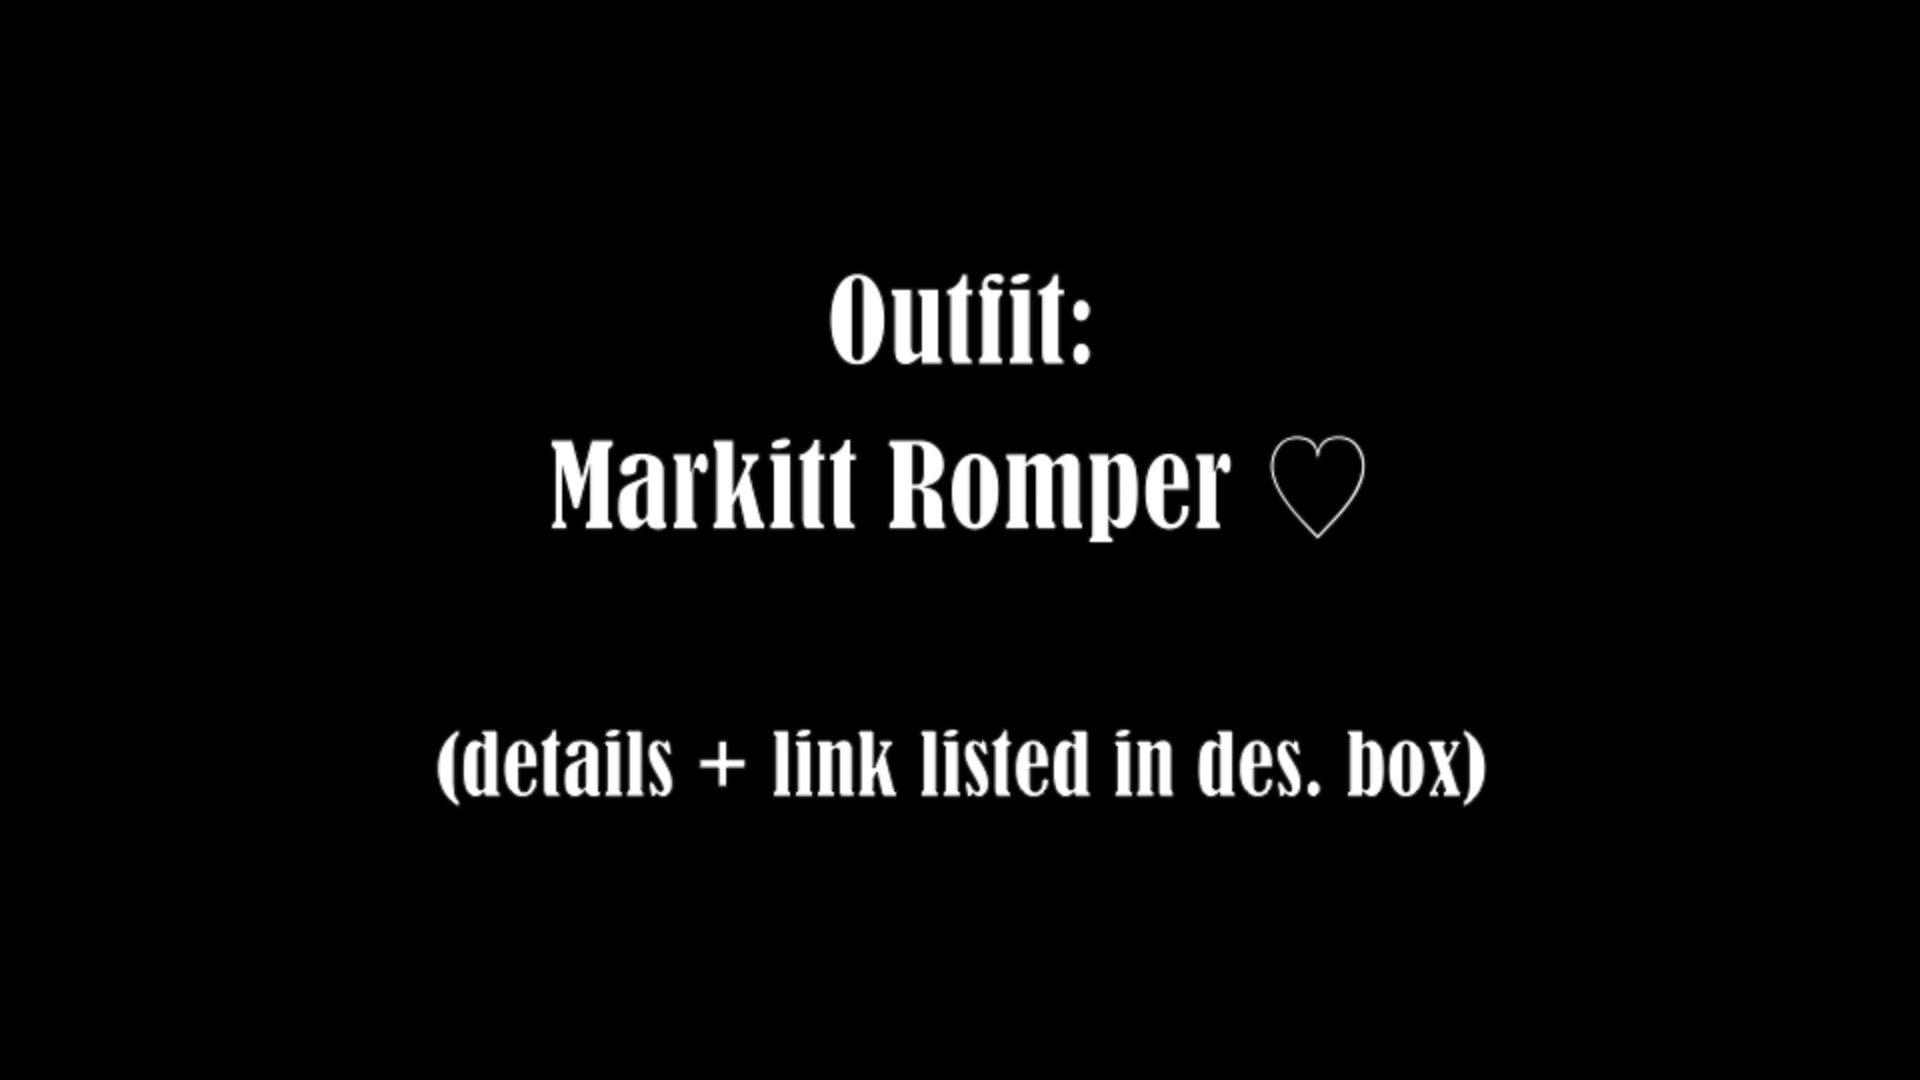 Outfit:
Markitt Romper ♡
(details + link listed in des. box)